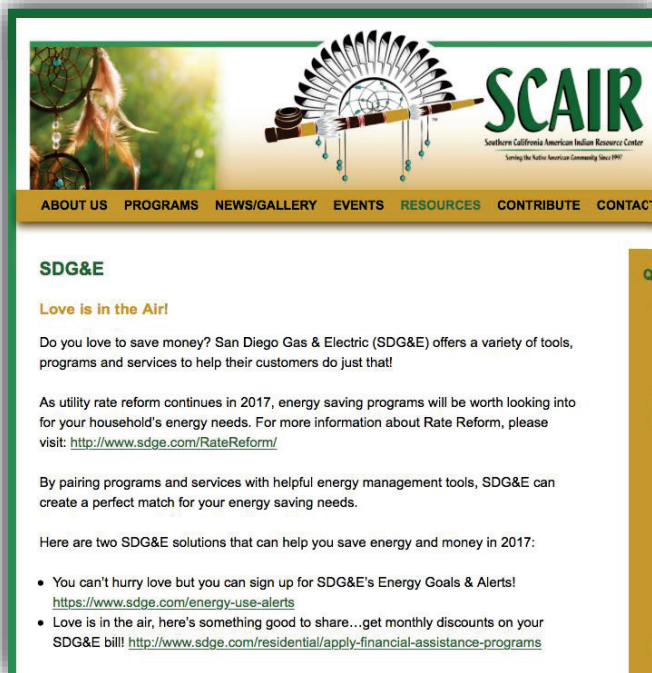 SCAIR
Southern Califronia American Indian Resource Center
Serving the Native American Community Since 1997
ABOUT US PROGRAMS NEWS/GALLERY EVENTS RESOURCES CONTRIBUTE CONTACT
SDG&E
Q
Love is in the Air!
Do you love to save money? San Diego Gas & Electric (SDG&E) offers a variety of tools,
programs and services to help their customers do just that!
As utility rate reform continues in 2017, energy saving programs will be worth looking into
for your household's energy needs. For more information about Rate Reform, please
visit: http://www.sdge.com/RateReform/
By pairing programs and services with helpful energy management tools, SDG&E can
create a perfect match for your energy saving needs.
Here are two SDG&E solutions that can help you save energy and money in 2017:
• You can't hurry love but you can sign up for SDG&E's Energy Goals & Alerts!
https://www.sdge.com/energy-use-alerts
• Love is in the air, here's something good to share…get monthly discounts on your
SDG&E bill! http://www.sdge.com/residential/apply-financial-assistance-programs